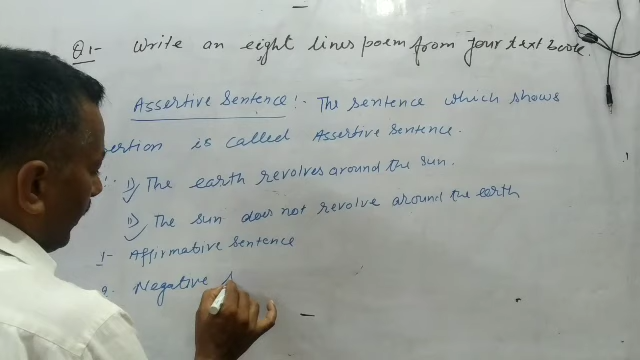 Q1- Write an eight lines poem from your text book.
Assertive Sentence:- The sentence which shows
ertion is called Assertive Sentence.
i) The earth revolves around the sun.
ii) The sun does not revolve around the earth
1- Affirmative Sentence
2. Negative